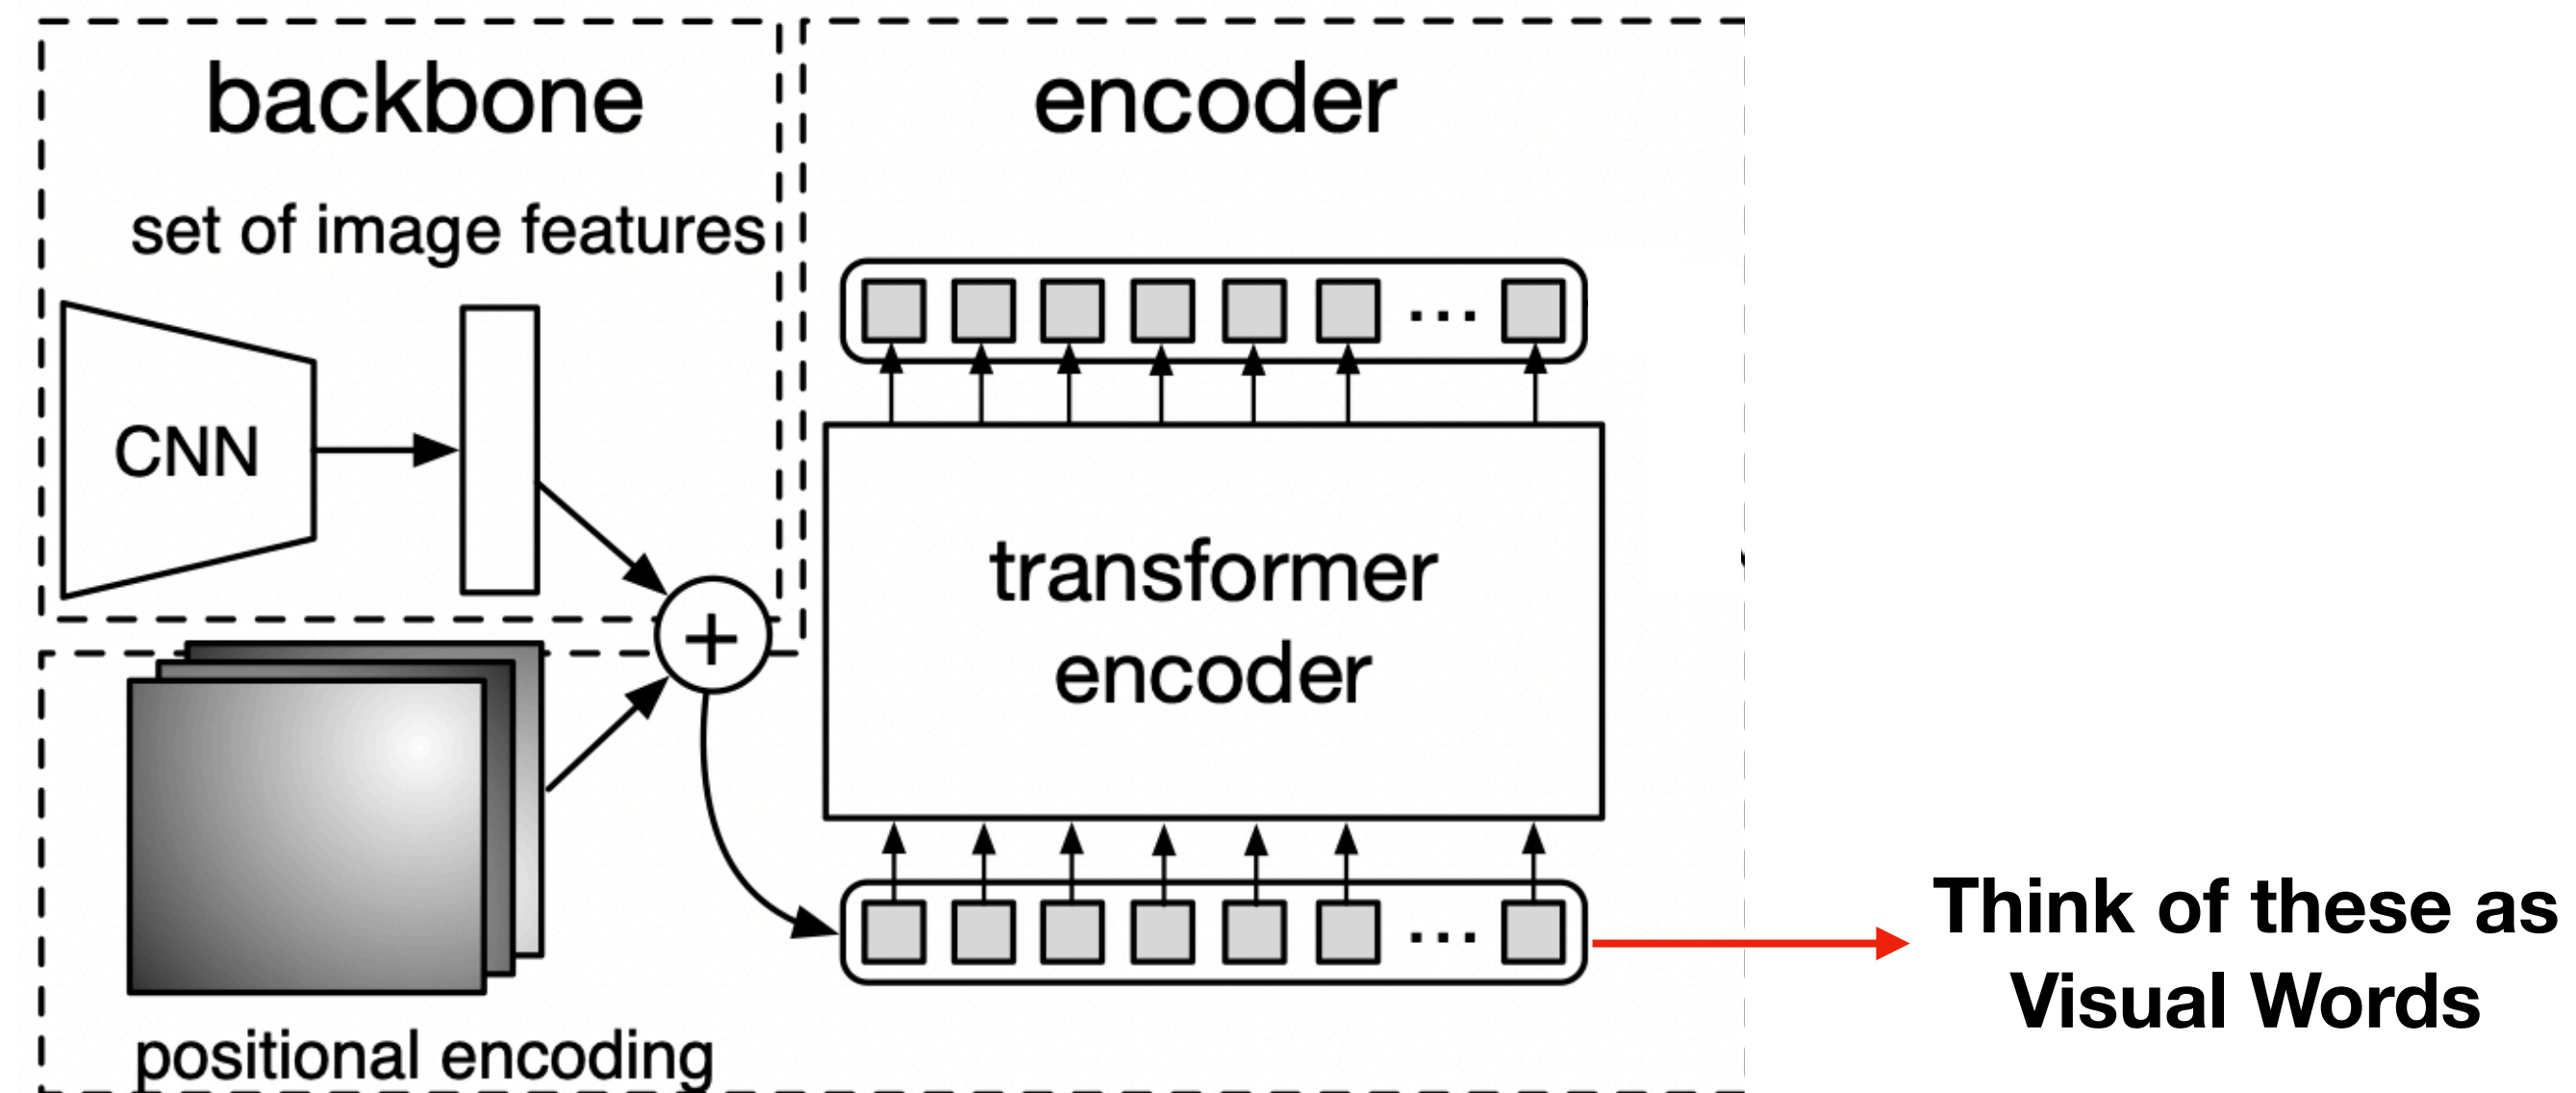 backbone
encoder
set of image features
CNN
...
+
transformer
encoder
...
Think of these as
Visual Words
positional encoding